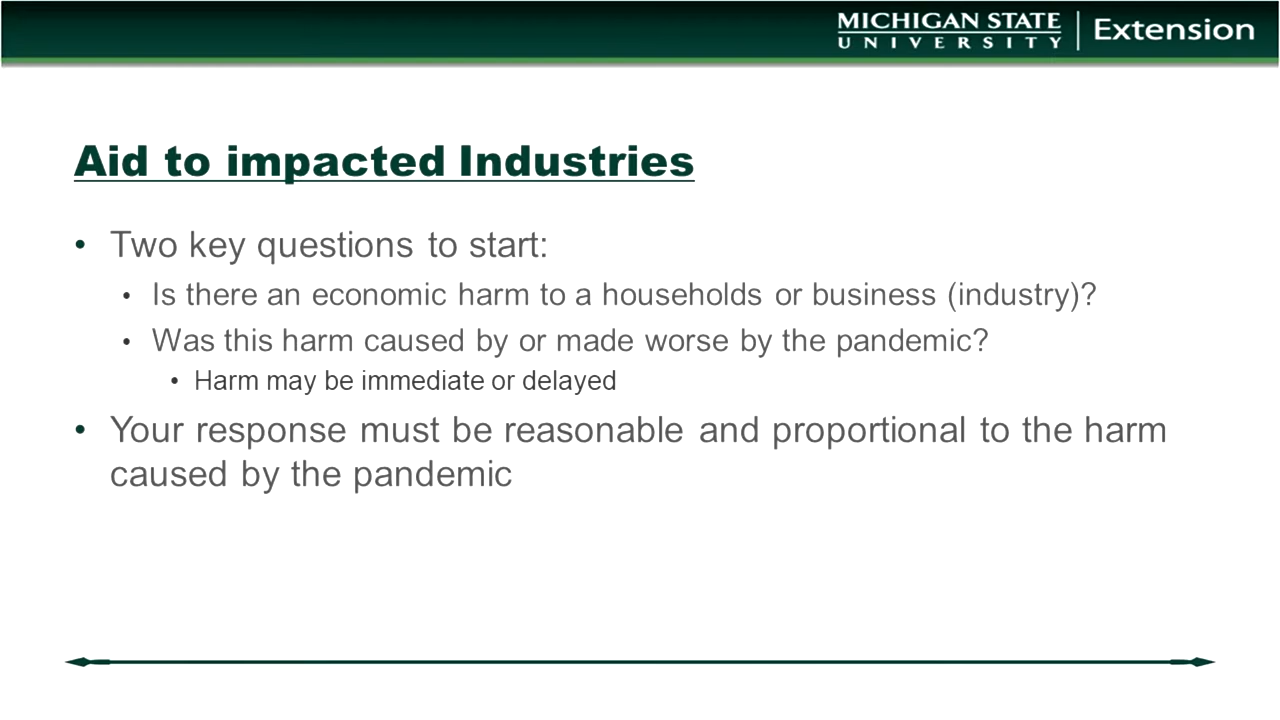 MICHIGAN STATE
UNIVERSITY
Extension
Aid to impacted Industries
• Two key questions to start:
• Is there an economic harm to a households or business (industry)?
• Was this harm caused by or made worse by the pandemic?
• Harm may be immediate or delayed
• Your response must be reasonable and proportional to the harm
caused by the pandemic